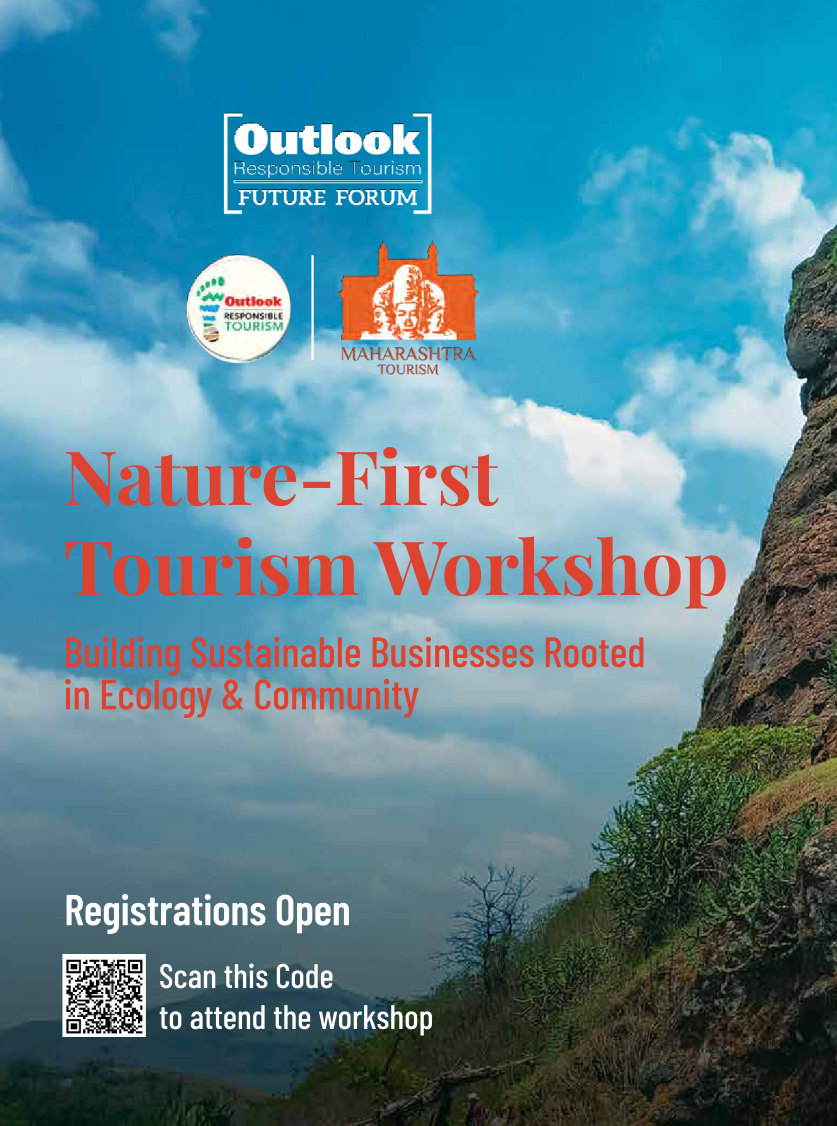 Outlook
Responsible Tourism
FUTURE FORUM
Outlook
RESPONSIBLE
TOURISM
MAHARASHTRA
TOURISM
Nature-First
Tourism Workshop
Building Sustainable Businesses Rooted
in Ecology & Community
Registrations Open
Scan this Code
to attend the workshop